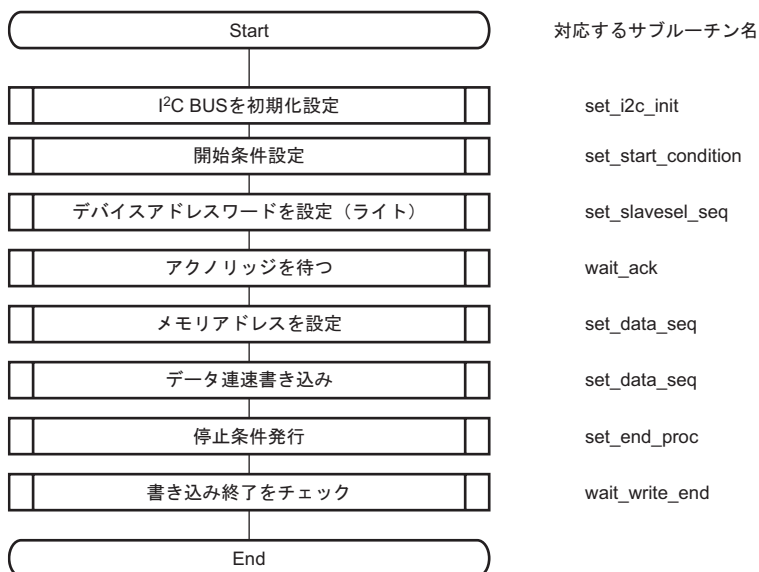 Start 対応するサブルーチン名
I²C BUSを初期化設定 set_i2c_init
開始条件設定 set_start_condition
デバイスアドレスワードを設定（ライト） set_slavesel_seq
アクノリッジを待つ wait_ack
メモリアドレスを設定 set_data_seq
データ連速書き込み set_data_seq
停止条件発行 set_end_proc
書き込み終了をチェック wait_write_end
End